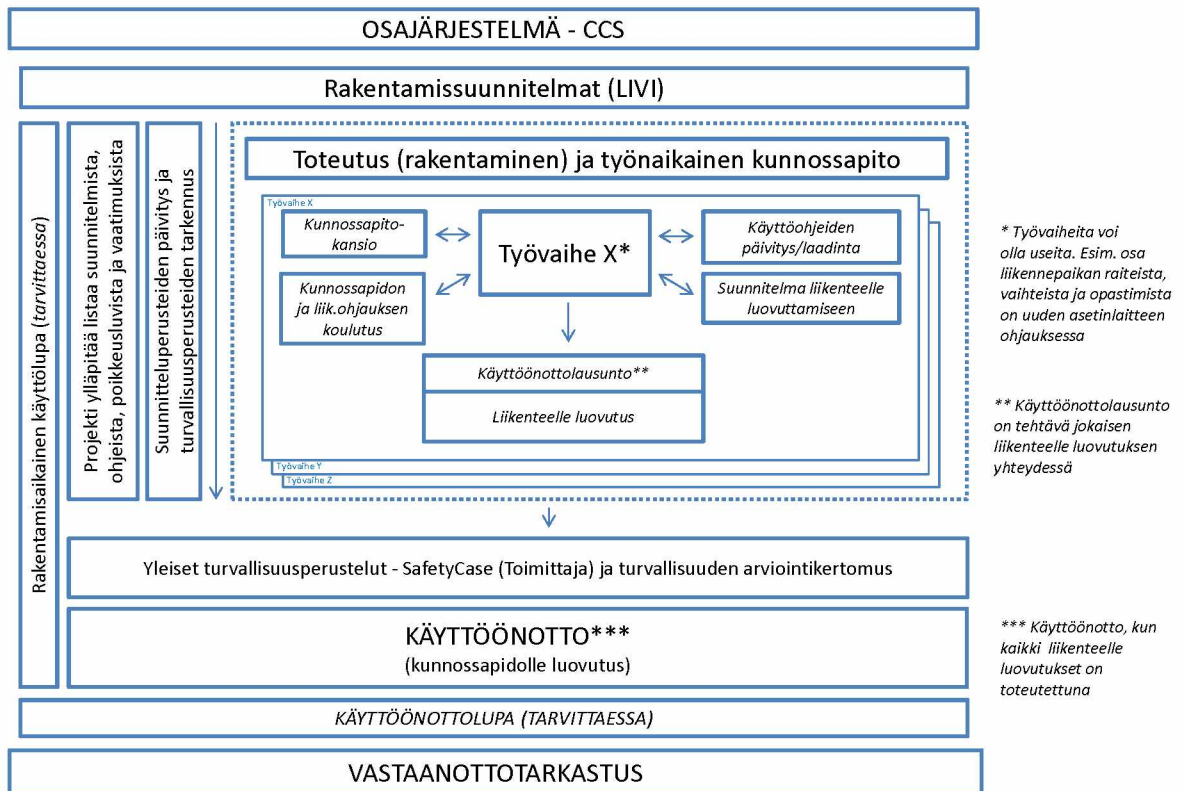 OSAJÄRJESTELMÄ - CCS
Rakentamissuunnitelmat (LIVI)
Rakentamisaikainen käyttölupa (tarvittaessa)
Projekti ylläpitää listaa suunnitelmista,
ohjeista, poikkeusluvista ja vaatimuksista
Suunnitteluperusteiden päivitys ja
turvallisuusperusteiden tarkennus
Toteutus (rakentaminen) ja työnaikainen kunnossapito
Työvaihe X
Kunnossapito-
kansio
Työvaihe X*
Käyttöohjeiden
päivitys/laadinta
Kunnossapidon
ja liik.ohjauksen
koulutus
Suunnitelma liikenteelle
luovuttamiseen
Käyttöönottolausunto**
Liikenteelle luovutus
Työvaihe Y
Työvaihe Z
* Työvaiheita voi
olla useita. Esim. osa
liikennepaikan raiteista,
vaihteista ja opastimista
on uuden asetinlaitteen
ohjauksessa
** Käyttöönottolausunto
on tehtävä jokaisen
liikenteelle luovutuksen
yhteydessä
Yleiset turvallisuusperustelut - SafetyCase (Toimittaja) ja turvallisuuden arviointikertomus
KÄYTTÖÖNOTTO***
(kunnossapidolle luovutus)
*** Käyttöönotto, kun
kaikki liikenteelle
luovutukset on
toteutettuna
KÄYTTÖÖNOTTOLUPA (TARVITTAESSA)
VASTAANOTTOTARKASTUS